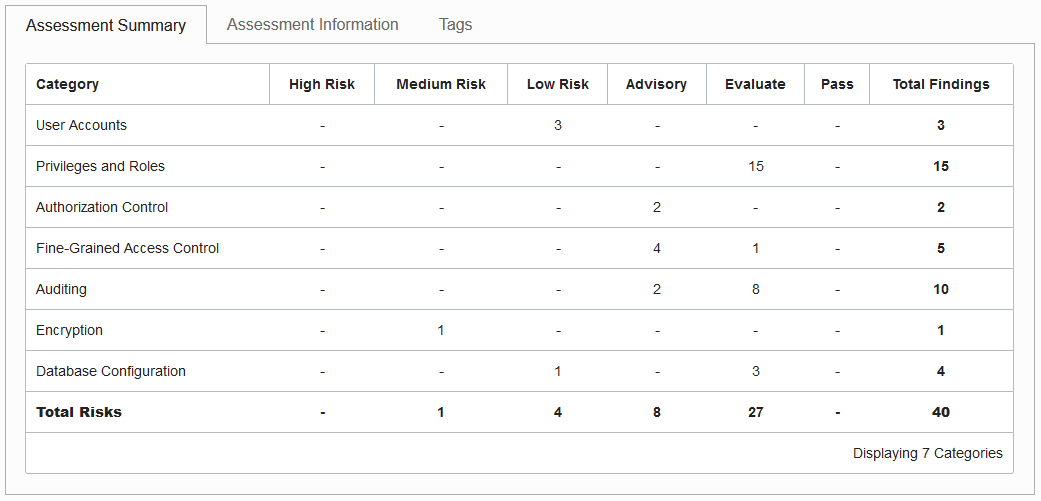 Assessment Summary Assessment Information Tags
Category High Risk Medium Risk Low Risk Advisory Evaluate Pass Total Findings
User Accounts - - 3 - - - 3
Privileges and Roles - - - - 15 - 15
Authorization Control - - - 2 - - 2
Fine-Grained Access Control - - - 4 1 - 5
Auditing - - - 2 8 - 10
Encryption - 1 - - - - 1
Database Configuration - - 1 - 3 - 4
Total Risks - 1 4 8 27 - 40
Displaying 7 Categories